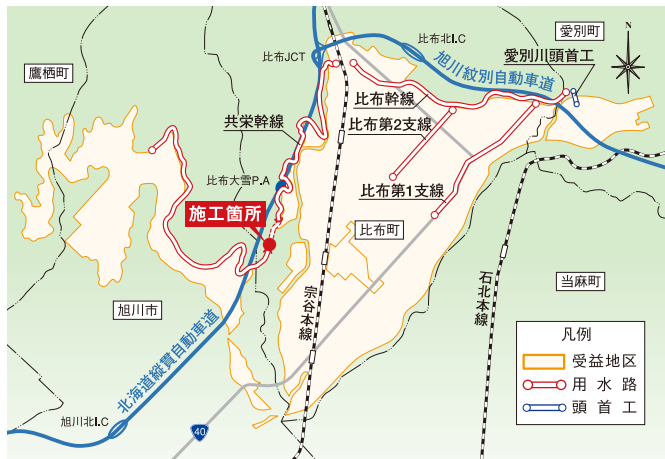 愛別町
比布北I.C
N
愛別川頭首工
比布JCT
旭川紋別自動車道
鷹栖町
比布幹線
共栄幹線
比布第2支線
比布大雪P.A
比布第1支線
施工箇所
比布町
当麻町
旭川市
宗谷本線
石北本線
北海道縦貫自動車道
凡例
受益地区
用水路
頭首工
旭川北I.C
40